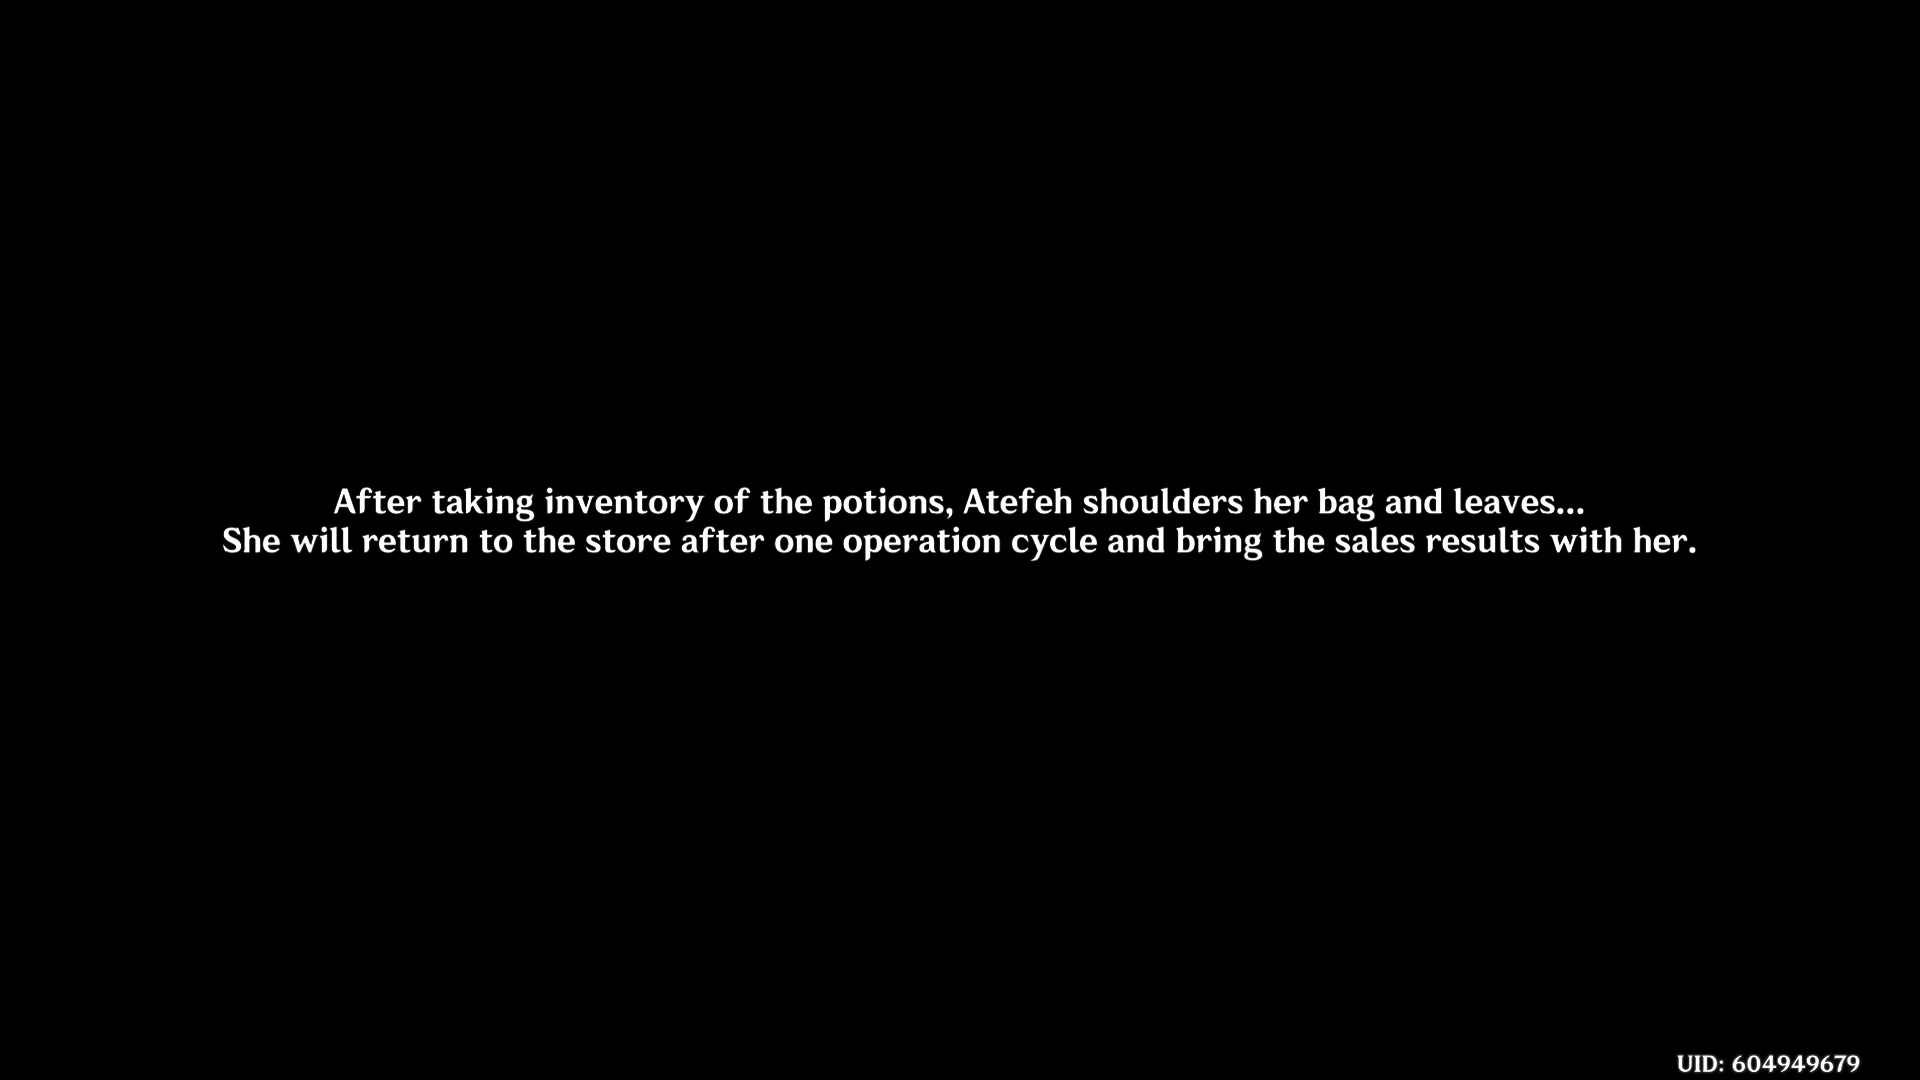 After taking inventory of the potions, Atefeh shoulders her bag and leaves...
She will return to the store after one operation cycle and bring the sales results with her.
UID: 604949679